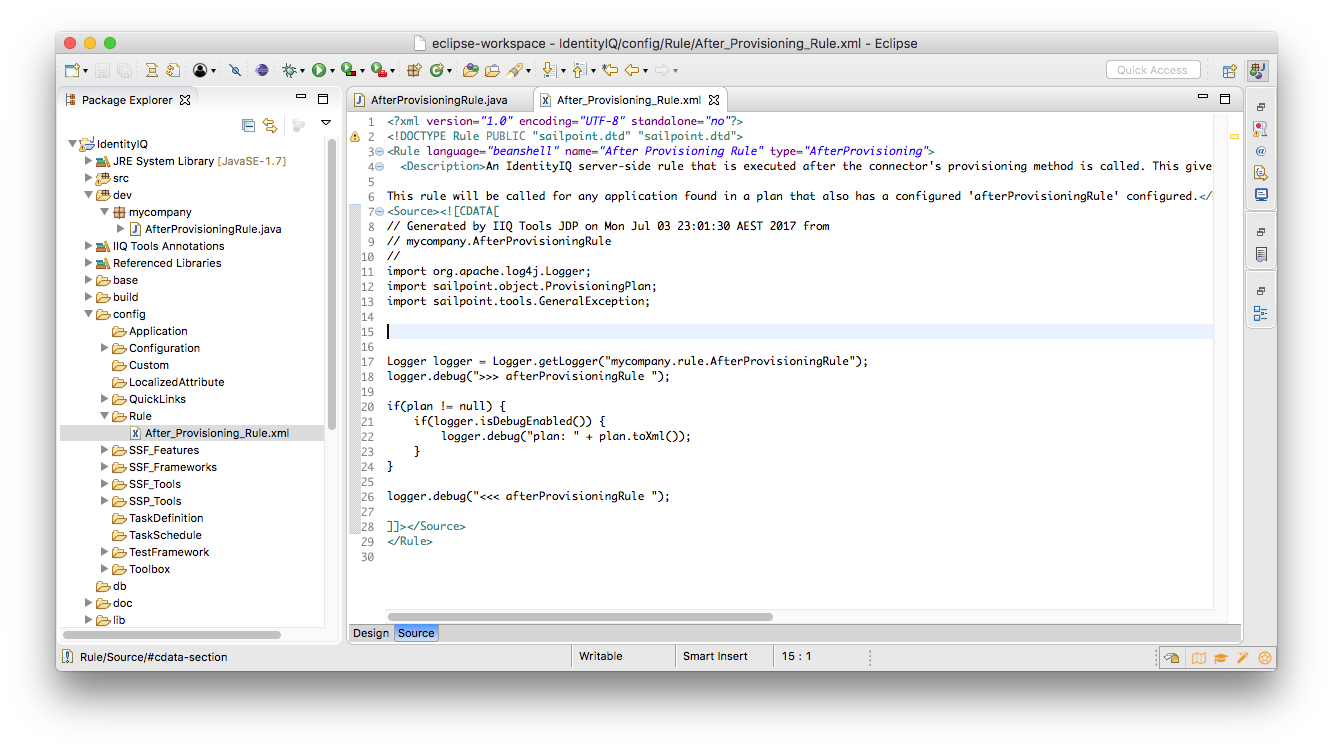 eclipse-workspace - IdentityIQ/config/Rule/After_Provisioning_Rule.xml - Eclipse
Quick Access
Package Explorer
IdentityIQ
JRE System Library [JavaSE-1.7]
src
dev
mycompany
AfterProvisioningRule.java
IIQ Tools Annotations
Referenced Libraries
base
build
config
Application
Configuration
Custom
LocalizedAttribute
QuickLinks
Rule
After_Provisioning_Rule.xml
SSF_Features
SSF_Frameworks
SSF_Tools
SSP_Tools
TaskDefinition
TaskSchedule
TestFramework
Toolbox
db
doc
lib
AfterProvisioningRule.java
After_Provisioning_Rule.xml
1 <?xml version="1.0" encoding="UTF-8" standalone="no"?>
2 <!DOCTYPE Rule PUBLIC "sailpoint.dtd" "sailpoint.dtd">
3 <Rule language="beanshell" name="After Provisioning Rule" type="AfterProvisioning">
4 <Description>An IdentityIQ server-side rule that is executed after the connector's provisioning method is called. This give
5
6 This rule will be called for any application found in a plan that also has a configured 'afterProvisioningRule' configured.</
7 <Source><![CDATA[
8 // Generated by IIQ Tools JDP on Mon Jul 03 23:01:30 AEST 2017 from
9 // mycompany.AfterProvisioningRule
10 //
11 import org.apache.log4j.Logger;
12 import sailpoint.object.ProvisioningPlan;
13 import sailpoint.tools.GeneralException;
14
15
16
17 Logger logger = Logger.getLogger("mycompany.rule.AfterProvisioningRule");
18 logger.debug(">>> afterProvisioningRule ");
19
20 if(plan != null) {
21 if(logger.isDebugEnabled()) {
22 logger.debug("plan: " + plan.toXml());
23 }
24 }
25
26 logger.debug("<<< afterProvisioningRule ");
27
28 ]]></Source>
29 </Rule>
30
Design Source
Rule/Source/#cdata-section
Writable
Smart Insert
15 : 1